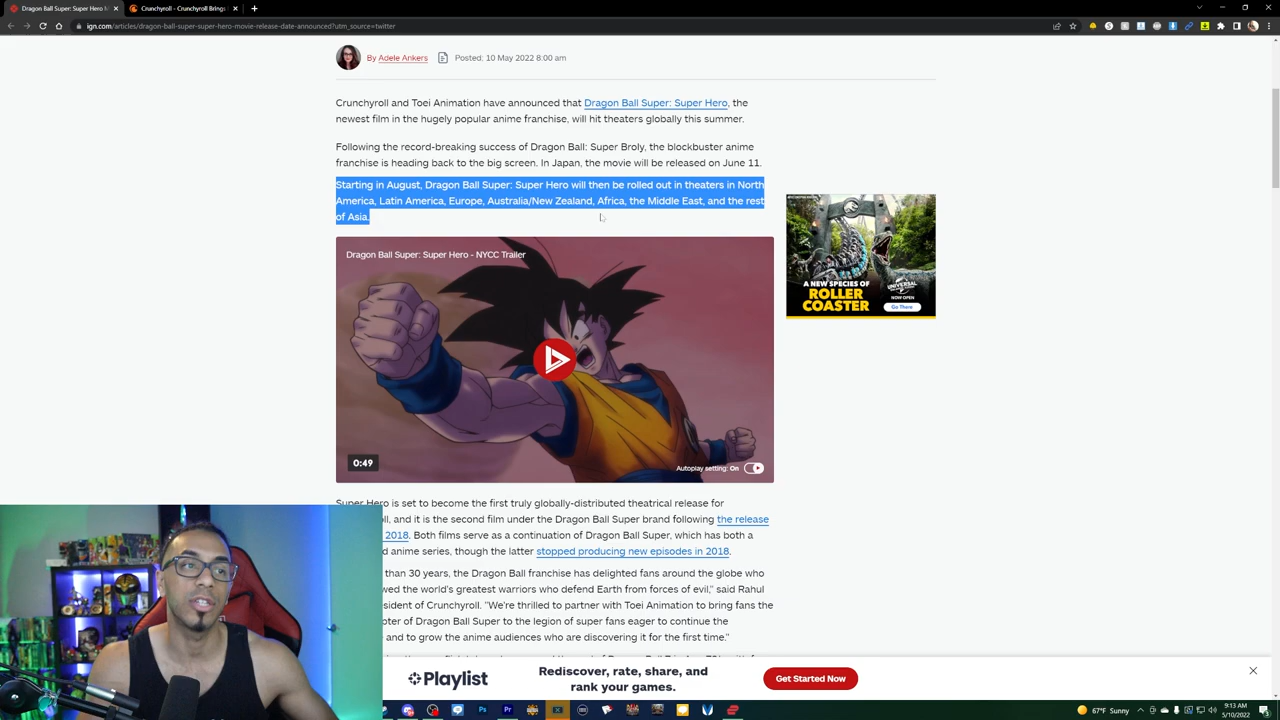 Dragon Ball Super: Super Hero M
Crunchyroll - Crunchyroll Brings
ign.com/articles/dragon-ball-super-super-hero-movie-release-date-announced?utm_source=twitter
By Adele Ankers Posted: 10 May 2022 8:00 am
Crunchyroll and Toei Animation have announced that Dragon Ball Super: Super Hero, the
newest film in the hugely popular anime franchise, will hit theaters globally this summer.
Following the record-breaking success of Dragon Ball: Super Broly, the blockbuster anime
franchise is heading back to the big screen. In Japan, the movie will be released on June 11.
Starting in August, Dragon Ball Super: Super Hero will then be rolled out in theaters in North
America, Latin America, Europe, Australia/New Zealand, Africa, the Middle East, and the rest
of Asia.
Dragon Ball Super: Super Hero - NYCC Trailer
0:49
Autoplay setting: On
A NEW SPECIES OF
ROLLER
COASTER
UNIVERSAL
NOW OPEN
Go There
Super Hero is set to become the first truly globally-distributed theatrical release for
oll, and it is the second film under the Dragon Ball Super brand following the release
2018. Both films serve as a continuation of Dragon Ball Super, which has both a
d anime series, though the latter stopped producing new episodes in 2018.
than 30 years, the Dragon Ball franchise has delighted fans around the globe who
wed the world's greatest warriors who defend Earth from forces of evil," said Rahul
esident of Crunchyroll. "We're thrilled to partner with Toei Animation to bring fans the
pter of Dragon Ball Super to the legion of super fans eager to continue the
and to grow the anime audiences who are discovering it for the first time."
Playlist
Rediscover, rate, share, and
rank your games.
Get Started Now
67°F Sunny
9:13 AM
5/10/2022